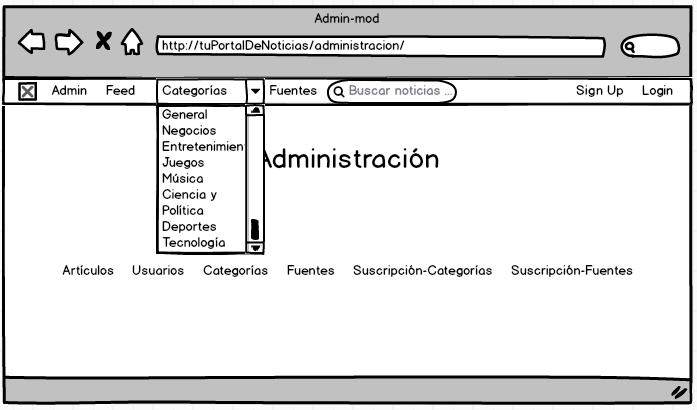 Admin-mod
http://tuPortalDeNoticias/administracion/
Admin Feed Categorías Fuentes Buscar noticias ... Sign Up Login
General
Negocios
Entretenimien
Juegos
Música
Ciencia y
Política
Deportes
Tecnología
Administración
Artículos Usuarios Categorías Fuentes Suscripción-Categorías Suscripción-Fuentes